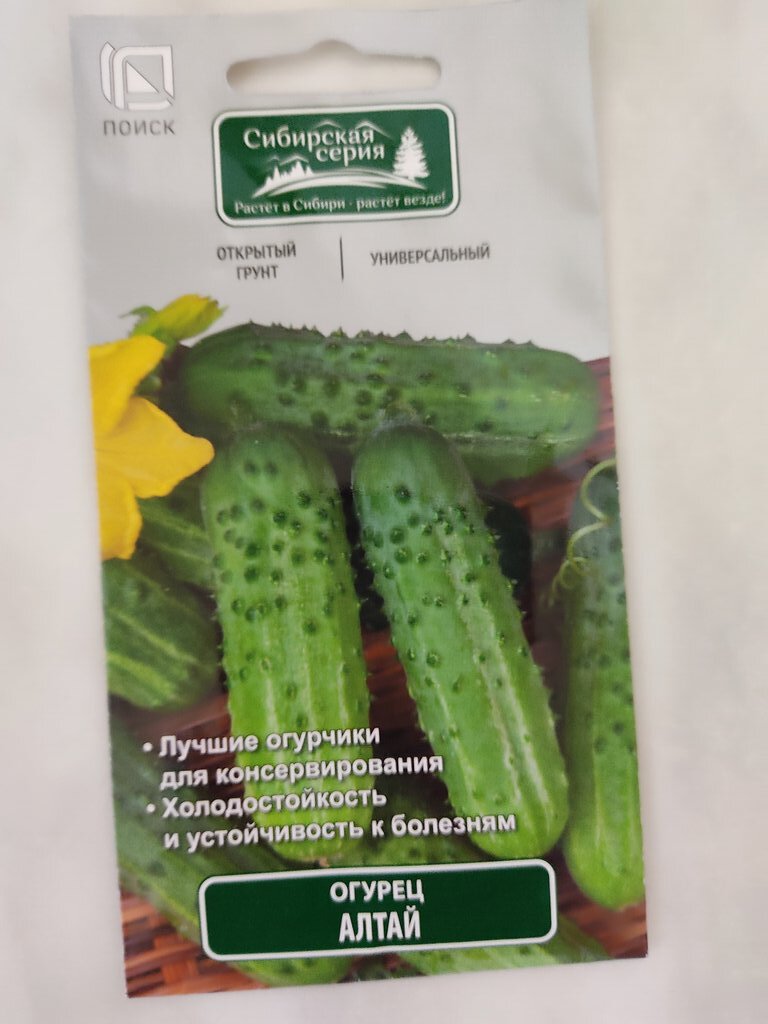 ПОИСК
Сибирская
серия
Растёт в Сибири - растёт везде!
ОТКРЫТЫЙ
ГРУНТ
УНИВЕРСАЛЬНЫЙ
• Лучшие огурчики
для консервирования
• Холодостойкость
и устойчивость к болезням
ОГУРЕЦ
АЛТАЙ